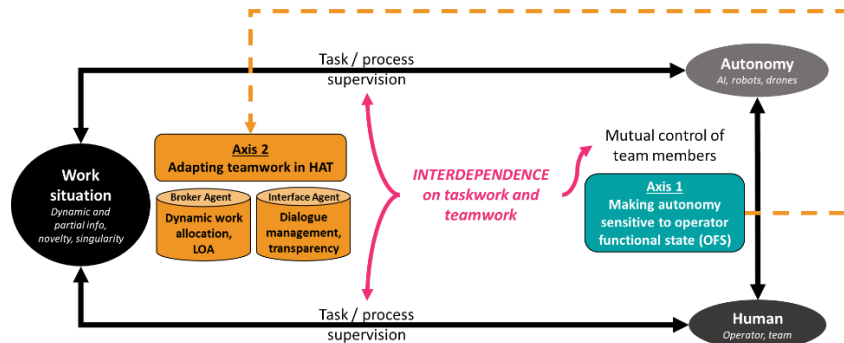 Task / process
supervision
Autonomy
AI, robots, drones
Work
situation
Dynamic and
partial info,
novelty, singularity
Axis 2
Adapting teamwork in HAT
Broker Agent
Dynamic work
allocation,
LOA
Interface Agent
Dialogue
management,
transparency
INTERDEPENDENCE
on taskwork and
teamwork
Mutual control of
team members
Axis 1
Making autonomy
sensitive to operator
functional state (OFS)
Task / process
supervision
Human
Operator, team